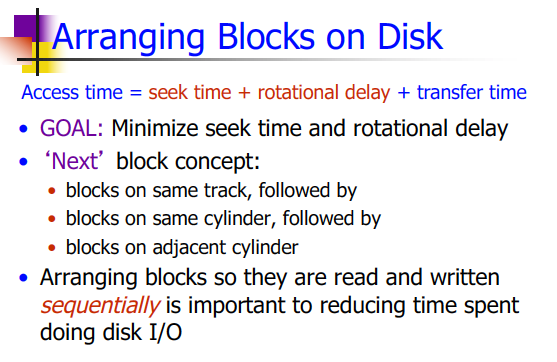 Arranging Blocks on Disk
Access time = seek time + rotational delay + transfer time
• GOAL: Minimize seek time and rotational delay
• ‘Next’ block concept:
• blocks on same track, followed by
• blocks on same cylinder, followed by
• blocks on adjacent cylinder
• Arranging blocks so they are read and written
sequentially is important to reducing time spent
doing disk I/O